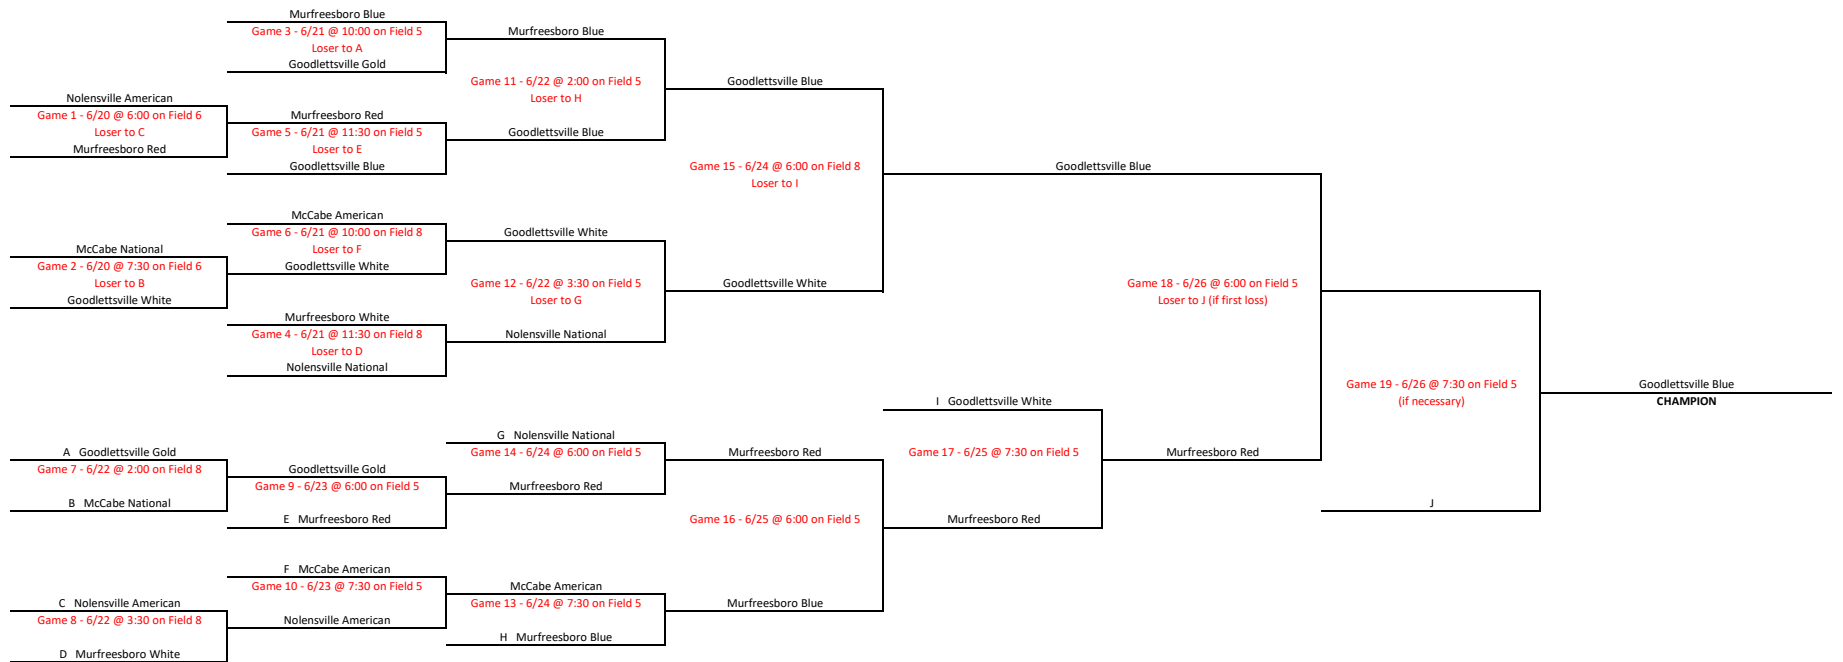 Murfreesboro Blue
Game 3 - 6/21 @ 10:00 on Field 5
Loser to A
Goodlettsville Gold
Murfreesboro Blue
Game 11 - 6/22 @ 2:00 on Field 5
Loser to H
Goodlettsville Blue
Nolensville American
Game 1 - 6/20 @ 6:00 on Field 6
Loser to C
Murfreesboro Red
Murfreesboro Red
Game 5 - 6/21 @ 11:30 on Field 5
Loser to E
Goodlettsville Blue
Goodlettsville Blue
Game 15 - 6/24 @ 6:00 on Field 8
Loser to I
Goodlettsville Blue
McCabe American
Game 6 - 6/21 @ 10:00 on Field 8
Loser to F
Goodlettsville White
McCabe National
Game 2 - 6/20 @ 7:30 on Field 6
Loser to B
Goodlettsville White
Goodlettsville White
Game 12 - 6/22 @ 3:30 on Field 5
Loser to G
Goodlettsville White
Game 18 - 6/26 @ 6:00 on Field 5
Loser to J (if first loss)
Murfreesboro White
Game 4 - 6/21 @ 11:30 on Field 8
Loser to D
Nolensville National
Nolensville National
Game 19 - 6/26 @ 7:30 on Field 5
(if necessary)
Goodlettsville Blue
CHAMPION
I Goodlettsville White
Game 17 - 6/25 @ 7:30 on Field 5
Murfreesboro Red
G Nolensville National
Game 14 - 6/24 @ 6:00 on Field 5
Murfreesboro Red
Murfreesboro Red
A Goodlettsville Gold
Game 7 - 6/22 @ 2:00 on Field 8
B McCabe National
Goodlettsville Gold
Game 9 - 6/23 @ 6:00 on Field 5
E Murfreesboro Red
Game 16 - 6/25 @ 6:00 on Field 5
Murfreesboro Red
J
F McCabe American
Game 10 - 6/23 @ 7:30 on Field 5
Nolensville American
McCabe American
Game 13 - 6/24 @ 7:30 on Field 5
H Murfreesboro Blue
Murfreesboro Blue
C Nolensville American
Game 8 - 6/22 @ 3:30 on Field 8
D Murfreesboro White